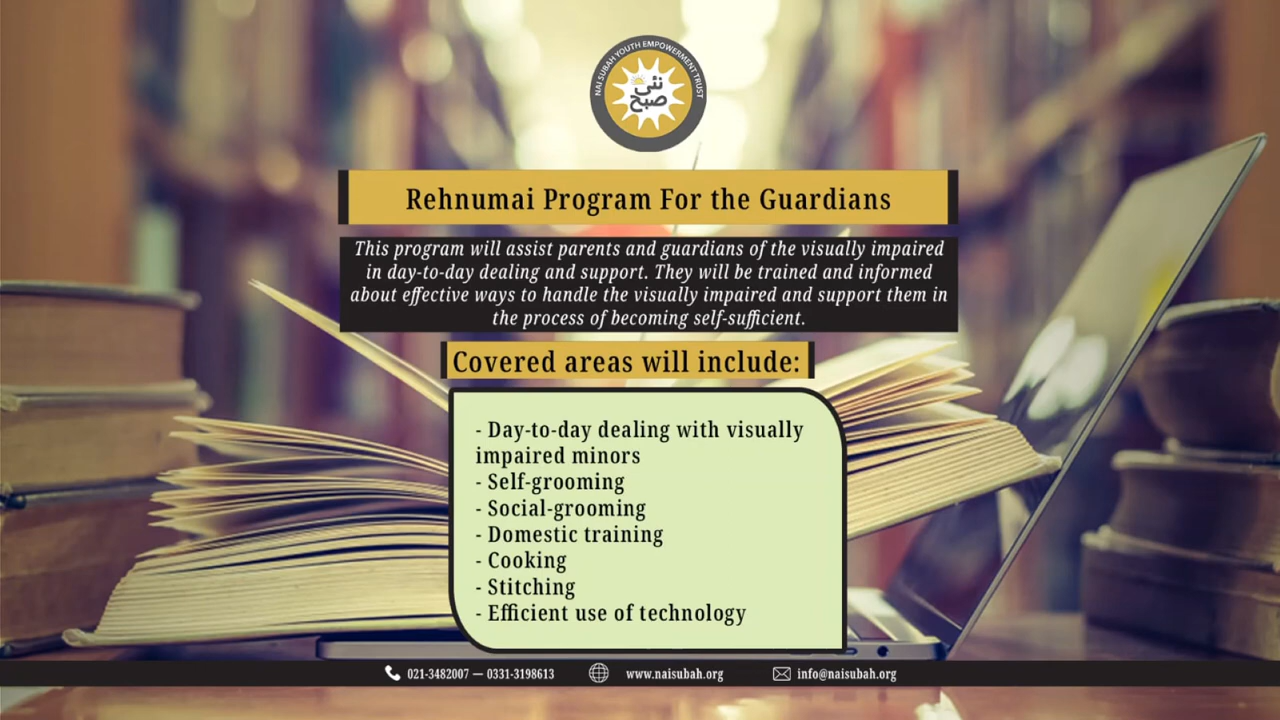 NAI SUBAH YOUTH EMPOWERMENT TRUST
نئی
صبح
Rehnumai Program For the Guardians
This program will assist parents and guardians of the visually impaired
in day-to-day dealing and support. They will be trained and informed
about effective ways to handle the visually impaired and support them in
the process of becoming self-sufficient.
Covered areas will include:
- Day-to-day dealing with visually
impaired minors
- Self-grooming
- Social-grooming
- Domestic training
- Cooking
- Stitching
- Efficient use of technology
021-3482007 — 0331-3198613 www.naisubah.org info@naisubah.org